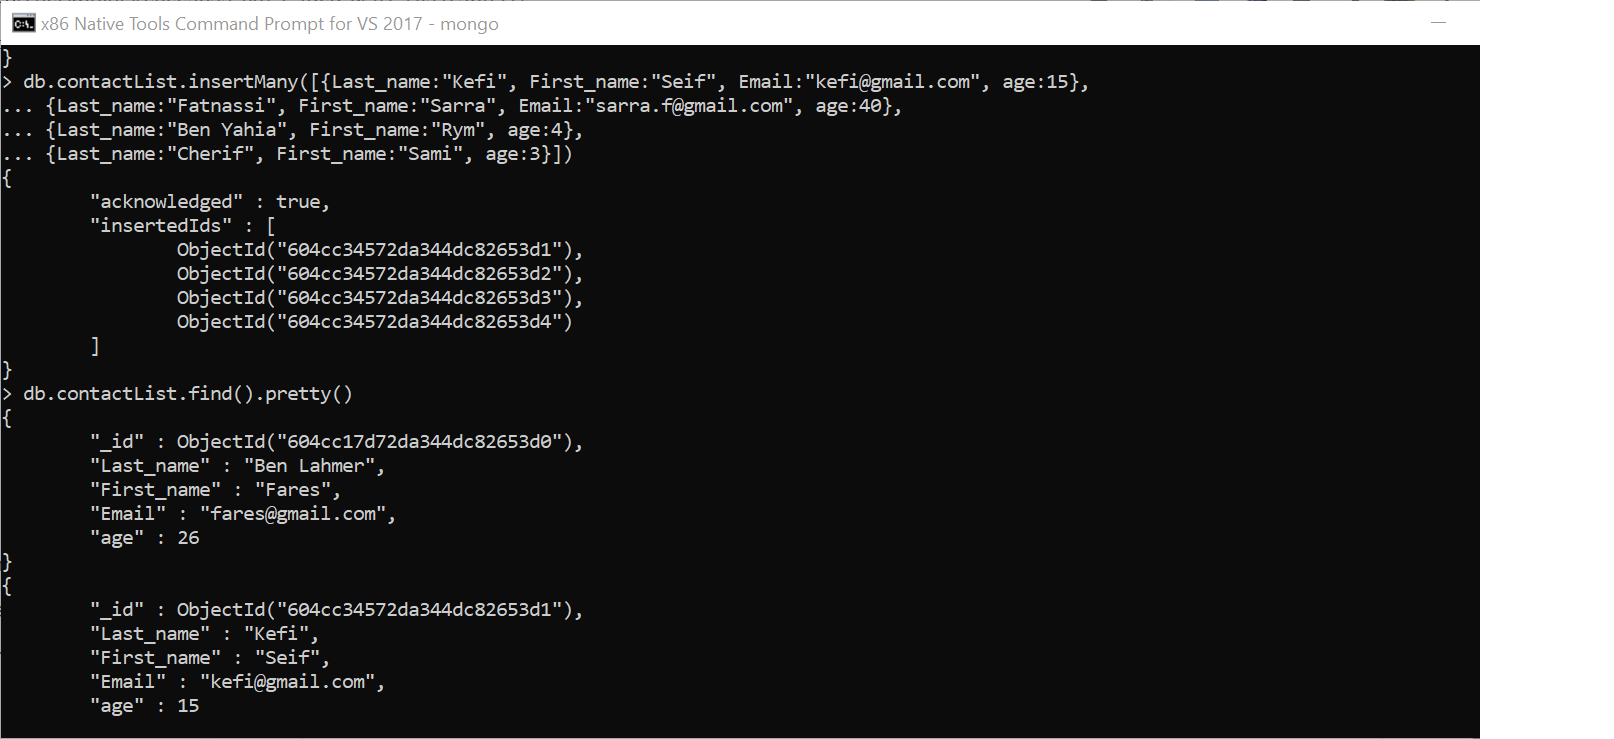 x86 Native Tools Command Prompt for VS 2017 - mongo
}
> db.contactList.insertMany([{Last_name:"Kefi", First_name:"Seif", Email:"kefi@gmail.com", age:15},
... {Last_name:"Fatnassi", First_name:"Sarra", Email:"sarra.f@gmail.com", age:40},
... {Last_name:"Ben Yahia", First_name:"Rym", age:4},
... {Last_name:"Cherif", First_name:"Sami", age:3}])
{
        "acknowledged" : true,
        "insertedIds" : [
                ObjectId("604cc34572da344dc82653d1"),
                ObjectId("604cc34572da344dc82653d2"),
                ObjectId("604cc34572da344dc82653d3"),
                ObjectId("604cc34572da344dc82653d4")
        ]
}
> db.contactList.find().pretty()
{
        "_id" : ObjectId("604cc17d72da344dc82653d0"),
        "Last_name" : "Ben Lahmer",
        "First_name" : "Fares",
        "Email" : "fares@gmail.com",
        "age" : 26
}
{
        "_id" : ObjectId("604cc34572da344dc82653d1"),
        "Last_name" : "Kefi",
        "First_name" : "Seif",
        "Email" : "kefi@gmail.com",
        "age" : 15